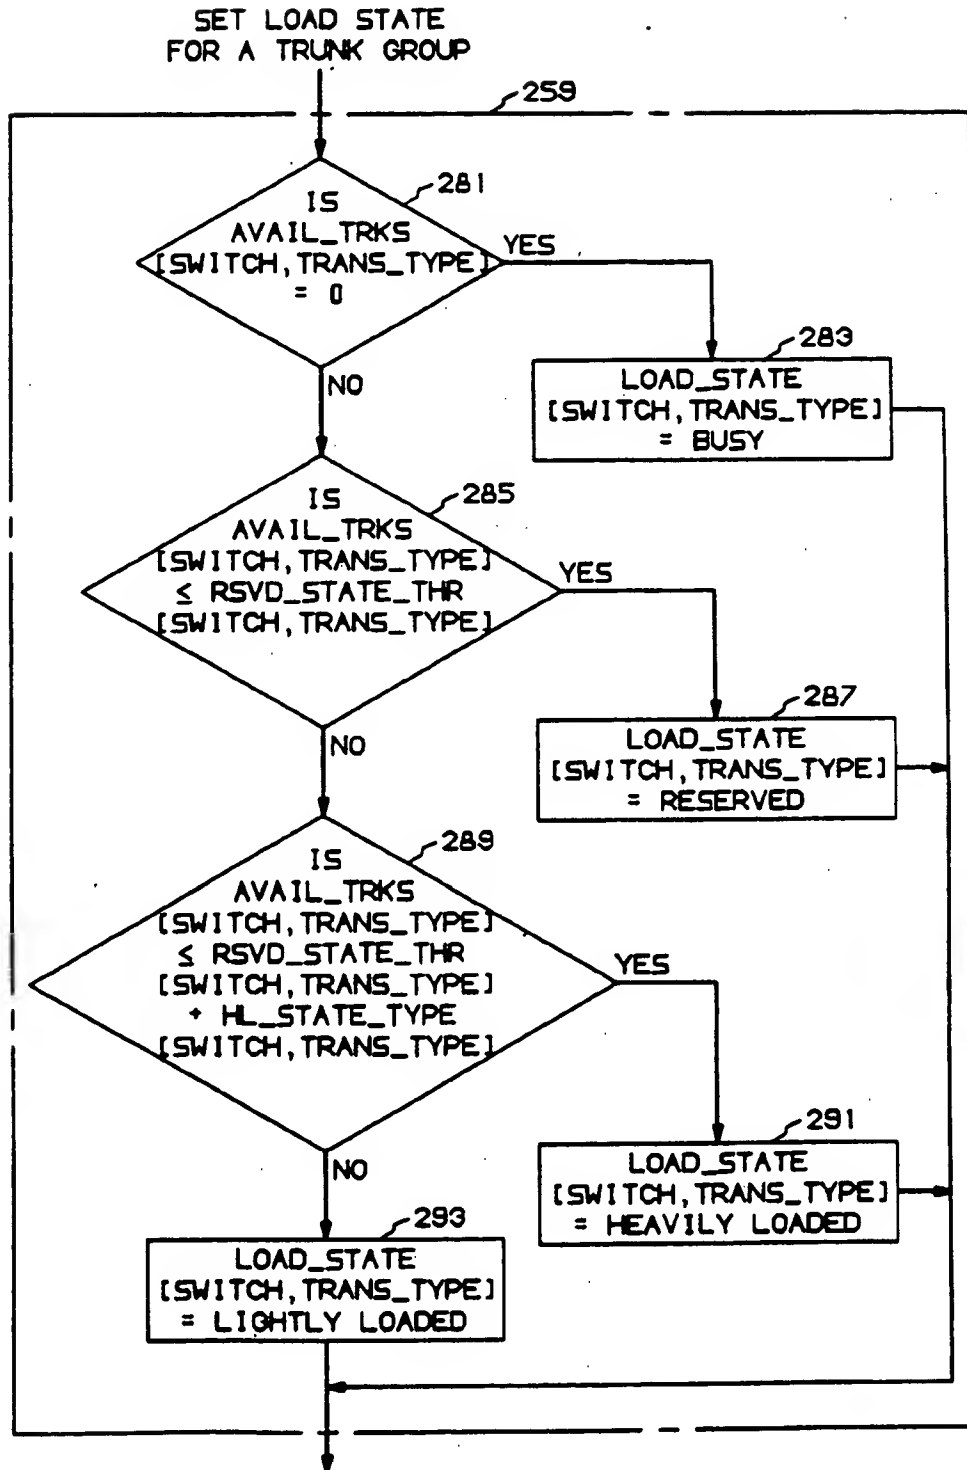 SET LOAD STATE
FOR A TRUNK GROUP
259
281
IS
AVAIL_TRKS
[SWITCH,TRANS_TYPE]
= 0
YES
NO
283
LOAD_STATE
[SWITCH,TRANS_TYPE]
= BUSY
285
IS
AVAIL_TRKS
[SWITCH,TRANS_TYPE]
≤ RSVD_STATE_THR
[SWITCH,TRANS_TYPE]
YES
NO
287
LOAD_STATE
[SWITCH,TRANS_TYPE]
= RESERVED
289
IS
AVAIL_TRKS
[SWITCH,TRANS_TYPE]
≤ RSVD_STATE_THR
[SWITCH,TRANS_TYPE]
+ HL_STATE_TYPE
[SWITCH,TRANS_TYPE]
YES
NO
291
LOAD_STATE
[SWITCH,TRANS_TYPE]
= HEAVILY LOADED
293
LOAD_STATE
[SWITCH,TRANS_TYPE]
= LIGHTLY LOADED